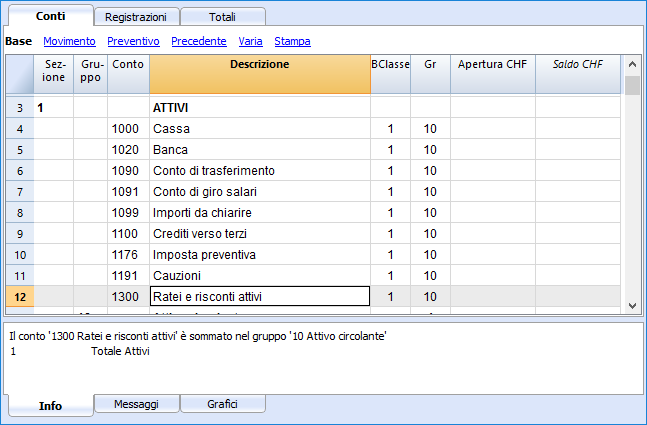 Conti Registrazioni Totali
Base Movimento Preventivo Precedente Varia Stampa
Sez-ione Gru-ppo Conto Descrizione BClasse Gr Apertura CHF Saldo CHF
3 1 ATTIVI
4 1000 Cassa 1 10
5 1020 Banca 1 10
6 1090 Conto di trasferimento 1 10
7 1091 Conto di giro salari 1 10
8 1099 Importi da chiarire 1 10
9 1100 Crediti verso terzi 1 10
10 1176 Imposta preventiva 1 10
11 1191 Cauzioni 1 10
12 1300 Ratei e risconti attivi 1 10
Il conto '1300 Ratei e risconti attivi' è sommato nel gruppo '10 Attivo circolante'
1 Totale Attivi
Info Messaggi Grafici